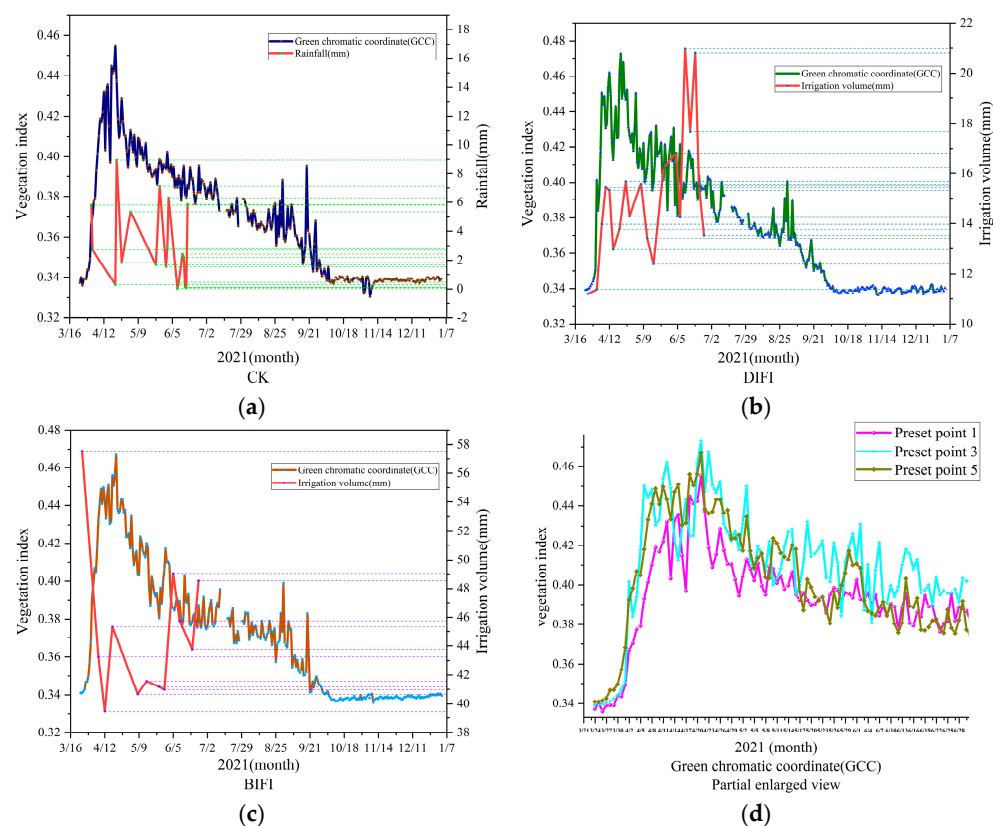 (a)
Green chromatic coordinate(GCC)
Rainfall(mm)
Vegetation index
0.46
0.44
0.42
0.40
0.38
0.36
0.34
0.32
18
16
14
12
10
8
6
4
2
0
-2
Rainfall(mm)
3/16 4/12 5/9 6/5 7/2 7/29 8/25 9/21 10/18 11/14 12/11 1/7
2021(month)
CK
(a)
Green chromatic coordinate(GCC)
Irrigation volume(mm)
Vegetation index
0.48
0.46
0.44
0.42
0.40
0.38
0.36
0.34
0.32
22
20
18
16
14
12
10
Irrigation volume(mm)
3/16 4/12 5/9 6/5 7/2 7/29 8/25 9/21 10/18 11/14 12/11 1/7
2021(month)
DIFI
(b)
Green chromatic coordinate(GCC)
Irrigation volume(mm)
Vegetation index
0.48
0.46
0.44
0.42
0.40
0.38
0.36
0.34
0.32
58
56
54
52
50
48
46
44
42
40
38
Irrigation volume(mm)
3/16 4/12 5/9 6/5 7/2 7/29 8/25 9/21 10/18 11/14 12/11 1/7
2021(month)
BIFI
(c)
Preset point 1
Preset point 3
Preset point 5
vegetation index
0.46
0.44
0.42
0.40
0.38
0.36
0.34
2021 (month)
Green chromatic coordinate(GCC)
Partial enlarged view
(d)